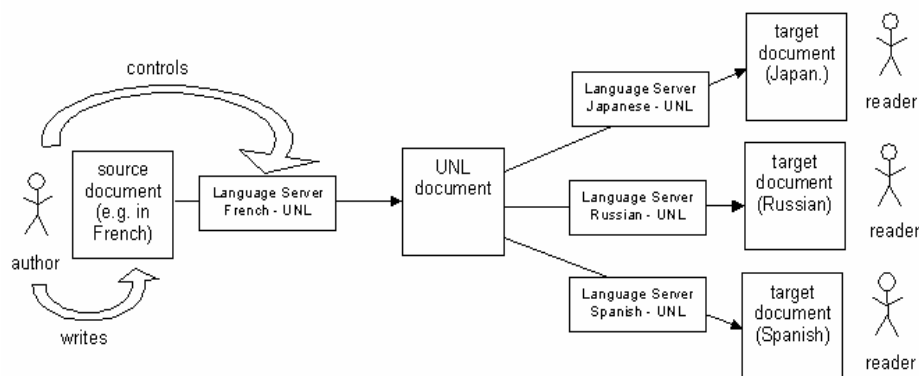 controls
author
writes
source
document
(e.g. in
French)
Language Server
French - UNL
UNL
document
Language Server
Japanese - UNL
target
document
(Japan.)
reader
Language Server
Russian - UNL
target
document
(Russian)
reader
Language Server
Spanish - UNL
target
document
(Spanish)
reader